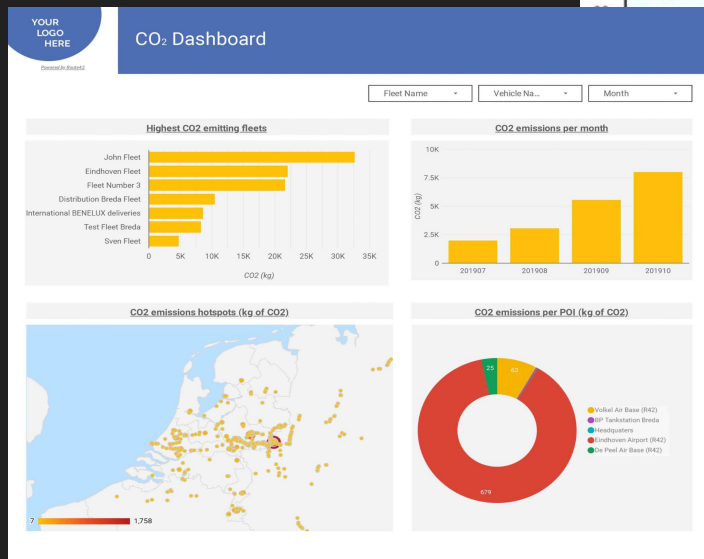 YOUR
LOGO
HERE
Powered by Route42
CO₂ Dashboard
Fleet Name
Vehicle Na...
Month
Highest CO2 emitting fleets
John Fleet
Eindhoven Fleet
Fleet Number 3
Distribution Breda Fleet
International BENELUX deliveries
Test Fleet Breda
Sven Fleet
0 5K 10K 15K 20K 25K 30K 35K
CO2 (kg)
CO2 emissions per month
10K
7.5K
5K
2.5K
0
CO2 (kg)
201907 201908 201909 201910
CO2 emissions hotspots (kg of CO2)
7 1,758
CO2 emissions per POI (kg of CO2)
25 63
679
Volkel Air Base (R42)
BP Tankstation Breda
Headquaters
Eindhoven Airport (R42)
De Peel Air Base (R42)